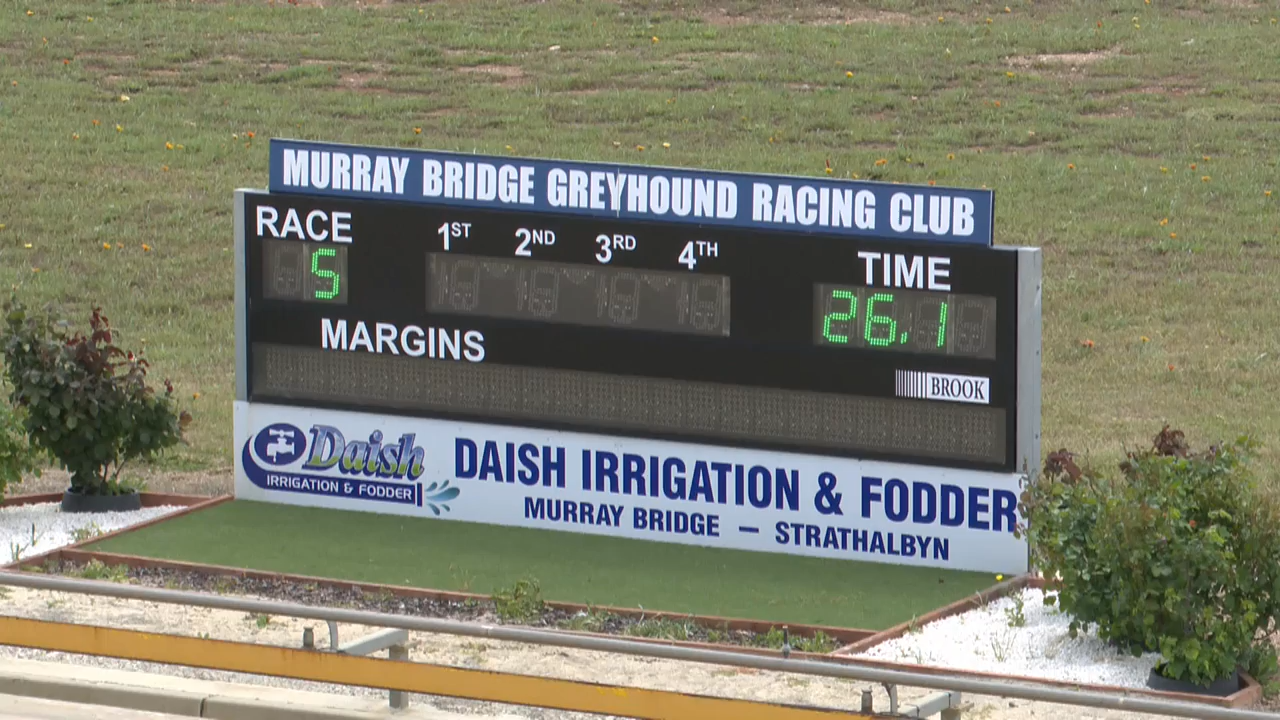 MURRAY BRIDGE GREYHOUND RACING CLUB
RACE 1ST 2ND 3RD 4TH TIME
5 26.1
MARGINS
BROOK
Daish
IRRIGATION & FODDER
DAISH IRRIGATION & FODDER
MURRAY BRIDGE – STRATHALBYN